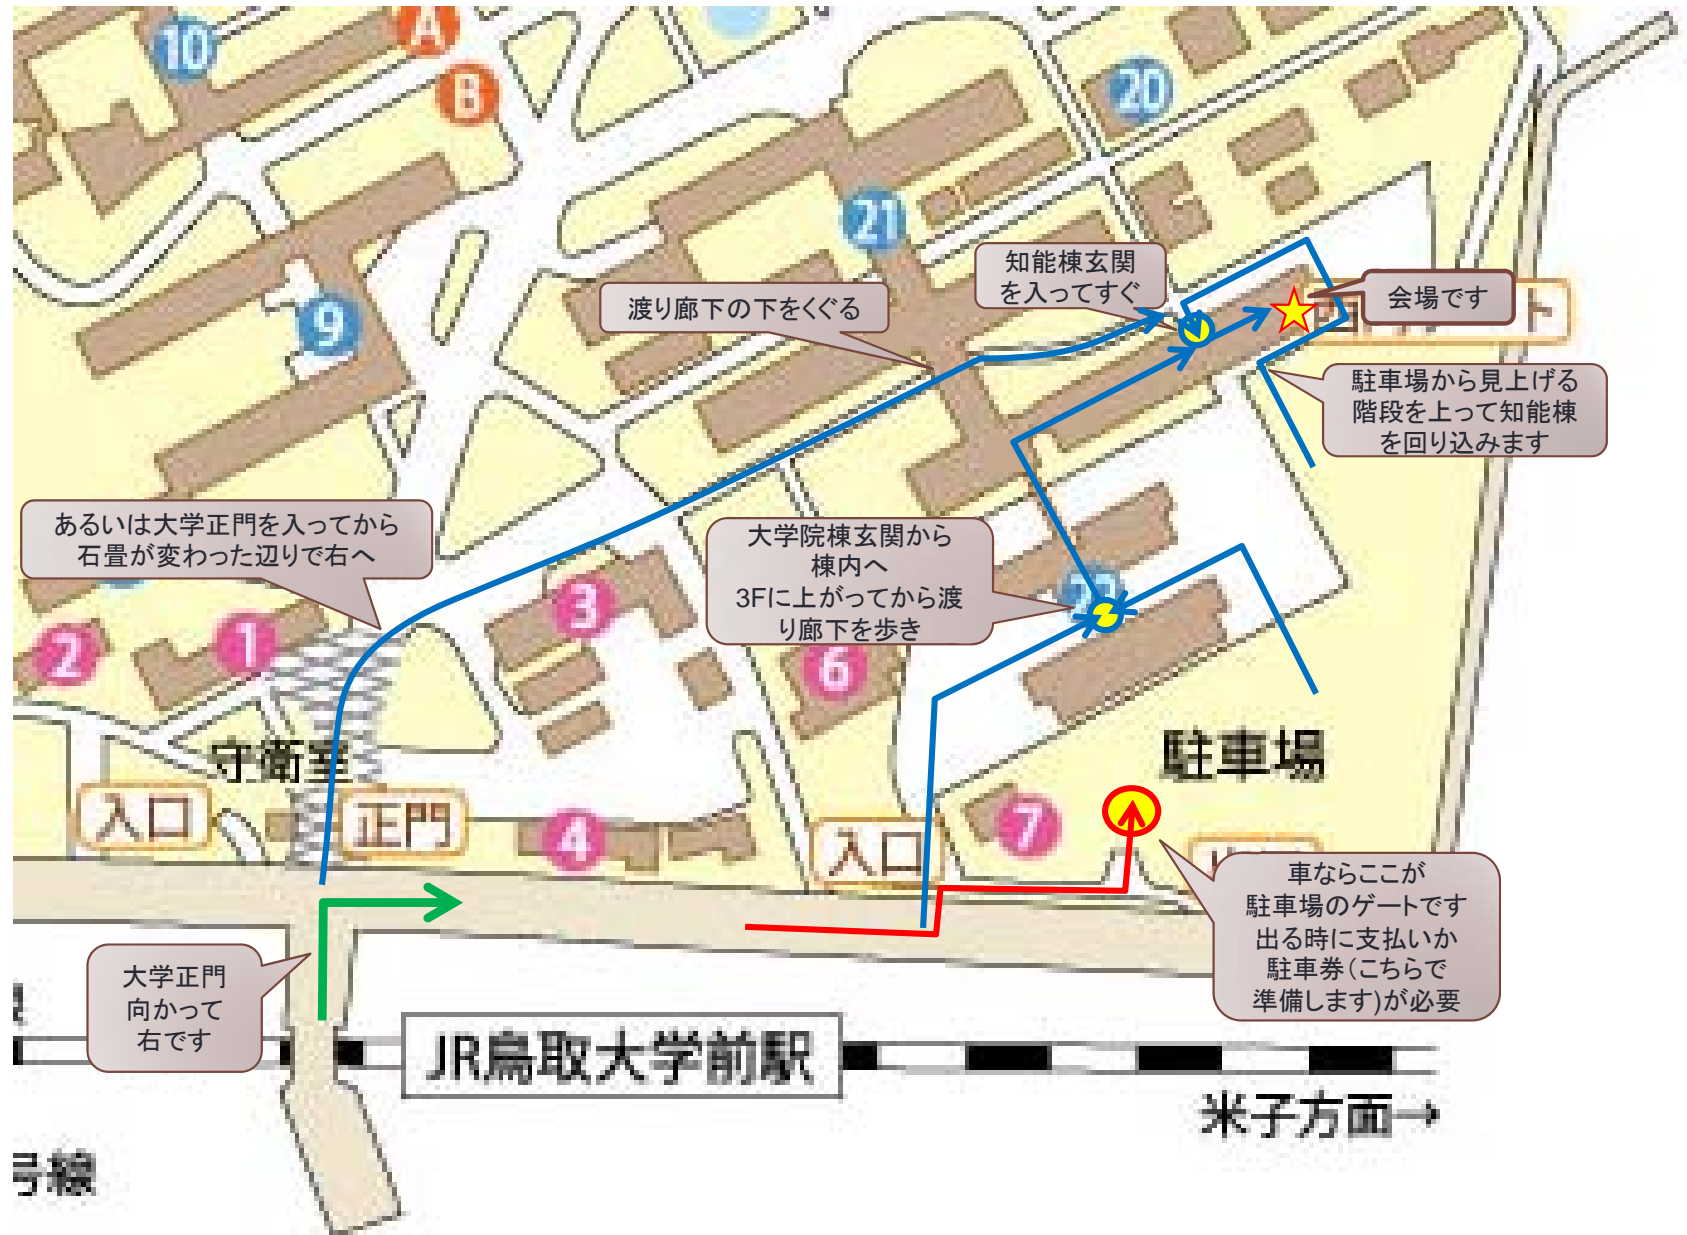 10
A
B
20
21
知能棟玄関
を入ってすぐ
渡り廊下の下をくぐる
会場です
9
ト
駐車場から見上げる
階段を上って知能棟
を回り込みます
あるいは大学正門を入ってから
石畳が変わった辺りで右へ
大学院棟玄関から
棟内へ
3Fに上がってから渡
り廊下を歩き
3
2
1
6
守衛室
駐車場
入口
正門
4
入口
7
車ならここが
駐車場のゲートです
出る時に支払いか
駐車券(こちらで
準備します)が必要
大学正門
向かって
右です
JR鳥取大学前駅
米子方面→
号線